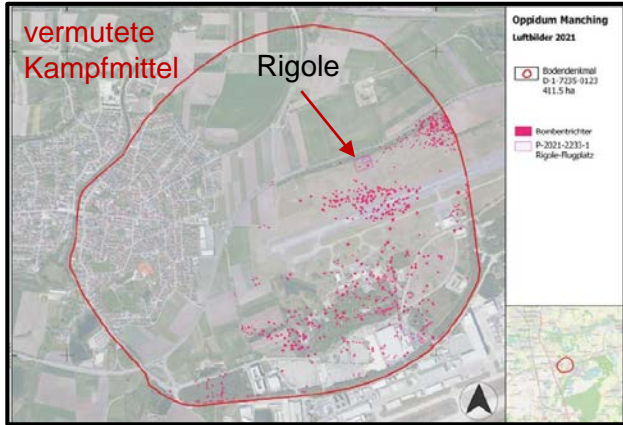 vermutete
Kampfmittel
Rigole
Oppidum Manching
Luftbilder 2021
Bodendenkmal
D-1-7235-0123
411.5 ha
Bombentrichter
P-2021-2233-1
Rigole-Flugplatz